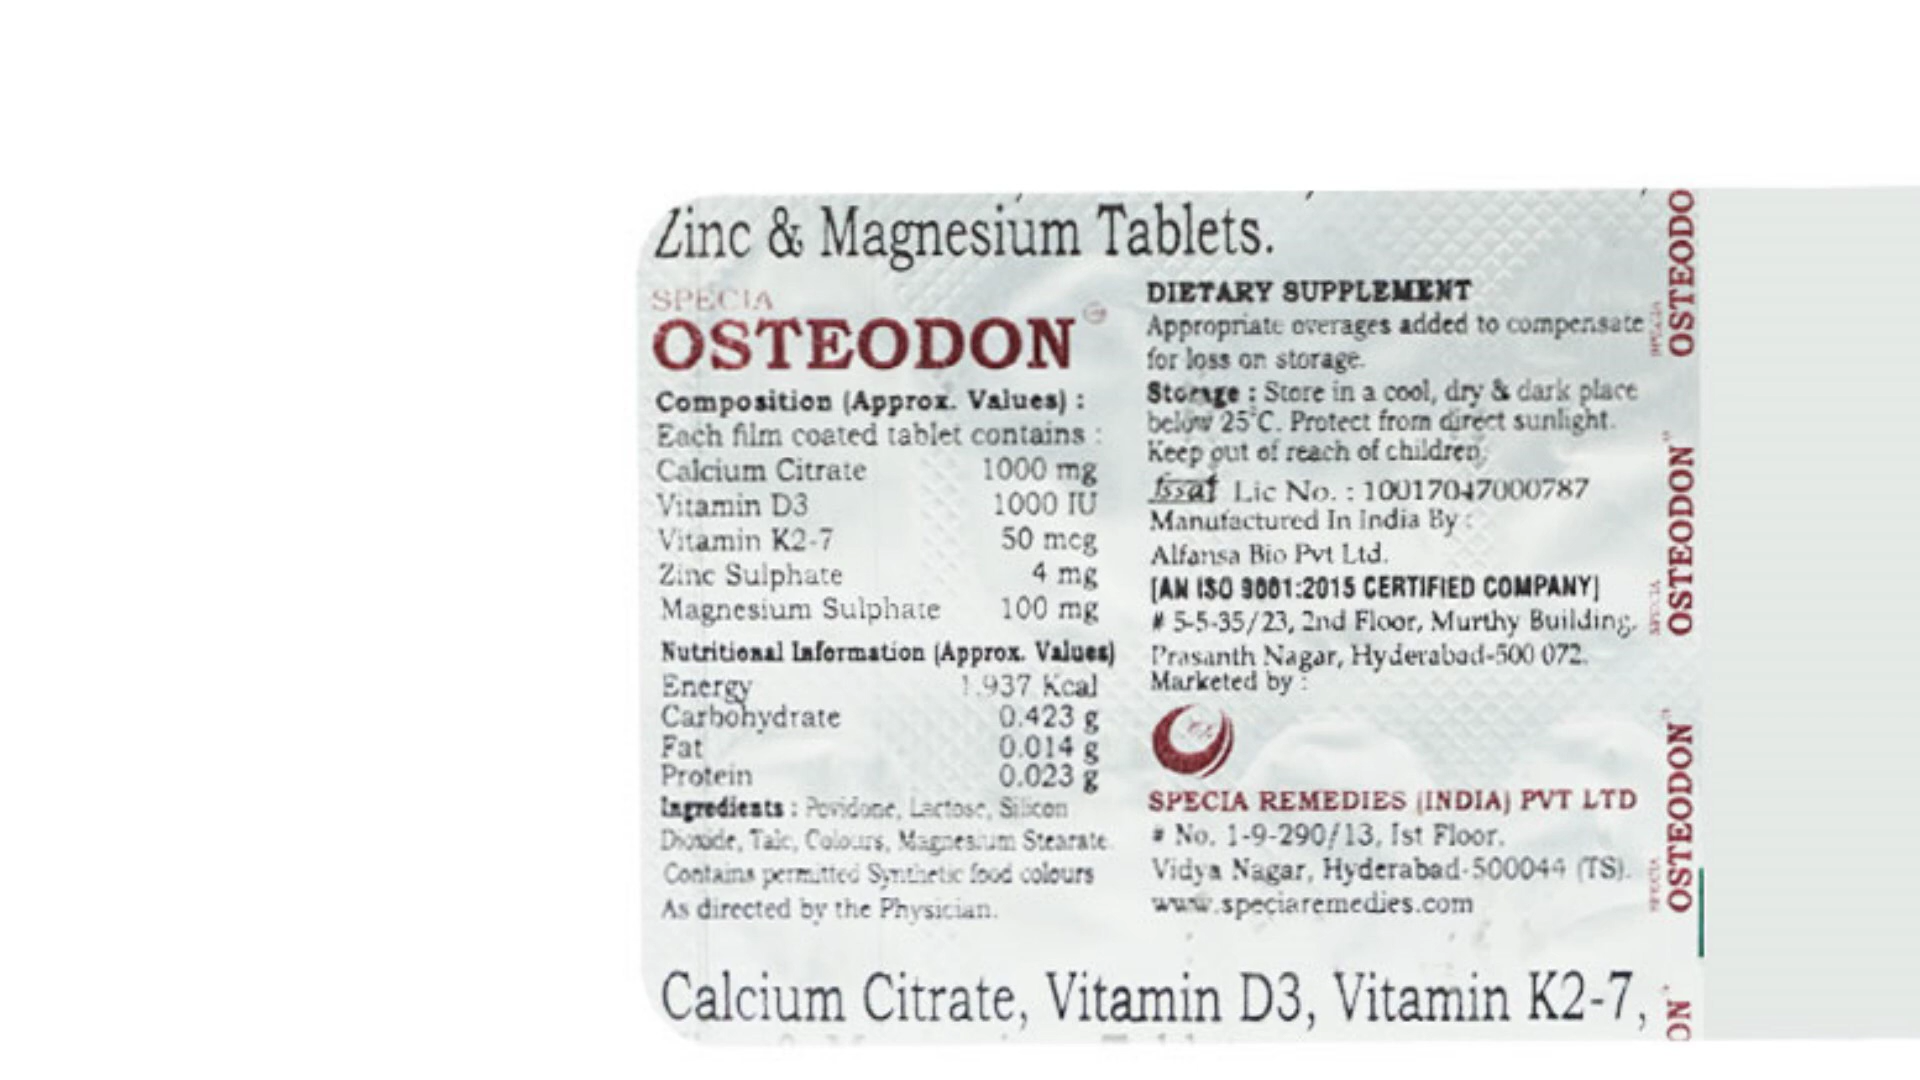 Zinc & Magnesium Tablets.
SPECIA
OSTEODON
Composition (Approx. Values) :
Each film coated tablet contains :
Calcium Citrate 1000 mg
Vitamin D3 1000 IU
Vitamin K2-7 50 mcg
Zinc Sulphate 4 mg
Magnesium Sulphate 100 mg
Nutritional Information (Approx. Values)
Energy 1.937 Kcal
Carbohydrate 0.423 g
Fat 0.014 g
Protein 0.023 g
Ingredients : Povidone, Lactose, Silicon
Dioxide, Talc, Colours, Magnesium Stearate
Contains permitted Synthetic food colours
As directed by the Physician.
DIETARY SUPPLEMENT
Appropriate overages added to compensate
for loss on storage.
Storage : Store in a cool, dry & dark place
below 25°C. Protect from direct sunlight.
Keep out of reach of children.
fssai Lic No. : 10017047000787
Manufactured In India By :
Alfansa Bio Pvt Ltd.
[AN ISO 9001:2015 CERTIFIED COMPANY]
# 5-5-35/23, 2nd Floor, Murthy Building,
Prasanth Nagar, Hyderabad-500 072.
Marketed by :
SPECIA REMEDIES (INDIA) PVT LTD
# No. 1-9-290/13, Ist Floor.
Vidya Nagar, Hyderabad-500044 (TS).
www.speciaremedies.com
Calcium Citrate, Vitamin D3, Vitamin K2-7,
OSTEODO
SPECIA
OSTEODON
SPECIA
OSTEODON
SPECIA
ON